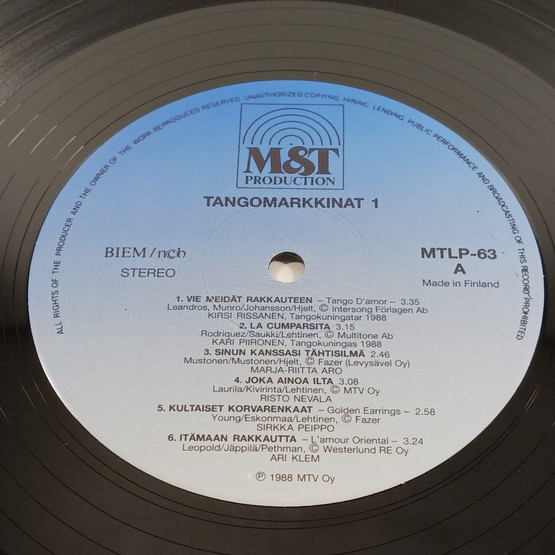 ALL RIGHTS OF THE PRODUCER AND THE OWNER OF THE WORK REPRODUCED RESERVED. UNAUTHORIZED COPYING, HIRING, LENDING, PUBLIC PERFORMANCE AND BROADCASTING OF THIS RECORD PROHIBITED
M&T
PRODUCTION
TANGOMARKKINAT 1
BIEM/ncb
STEREO
MTLP-63
A
Made in Finland
1. VIE MEIDÄT RAKKAUTEEN – Tango D'amor – 3.35
Leandros, Munro/Johansson/Hjelt, Ⓒ Intersong Förlagen Ab
KIRSI RISSANEN, Tangokuningatar 1988
2. LA CUMPARSITA 3.15
Rodriquez/Saukki/Lehtinen, Ⓒ Multitone Ab
KARI PIIRONEN, Tangokuningas 1988
3. SINUN KANSSASI TÄHTISILMÄ 2.46
Mustonen/Mustonen/Hjelt, Ⓒ Fazer (Levysävel Oy)
MARJA-RIITTA ARO
4. JOKA AINOA ILTA 3.08
Laurila/Kivirinta/Lehtinen, Ⓒ MTV Oy
RISTO NEVALA
5. KULTAISET KORVARENKAAT – Golden Earrings – 2.58
Young/Eskonmaa/Lehtinen, Ⓒ Fazer
SIRKKA PEIPPO
6. ITÄMAAN RAKKAUTTA – L'amour Oriental – 3.24
Leopold/Jäppilä/Pethman, Ⓒ Westerlund RE Oy
ARI KLEM
Ⓟ 1988 MTV Oy